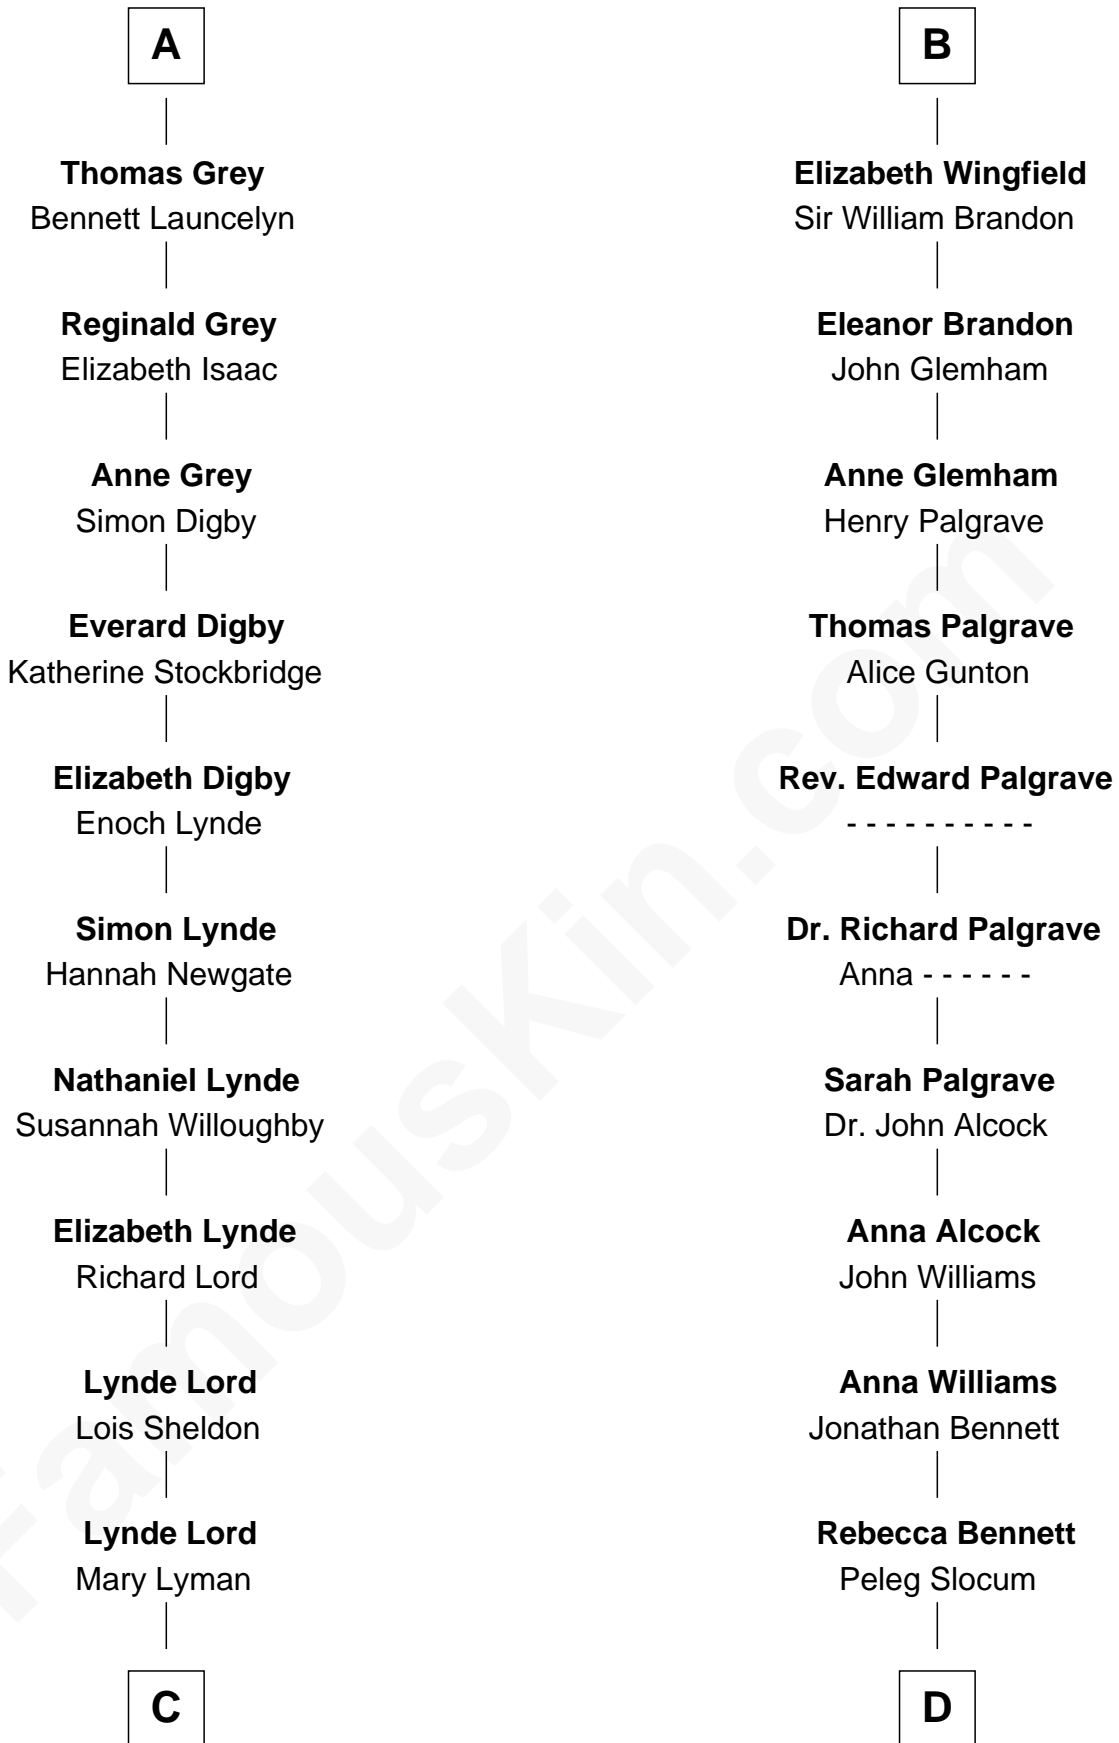 A
Thomas Grey
Bennett Launcelyn
Reginald Grey
Elizabeth Isaac
Anne Grey
Simon Digby
Everard Digby
Katherine Stockbridge
Elizabeth Digby
Enoch Lynde
Simon Lynde
Hannah Newgate
Nathaniel Lynde
Susannah Willoughby
Elizabeth Lynde
Richard Lord
Lynde Lord
Lois Sheldon
Lynde Lord
Mary Lyman
C
B
Elizabeth Wingfield
Sir William Brandon
Eleanor Brandon
John Glemham
Anne Glemham
Henry Palgrave
Thomas Palgrave
Alice Gunton
Rev. Edward Palgrave
- - - - - - - - - -
Dr. Richard Palgrave
Anna - - - - - -
Sarah Palgrave
Dr. John Alcock
Anna Alcock
John Williams
Anna Williams
Jonathan Bennett
Rebecca Bennett
Peleg Slocum
D
FamousKin.com